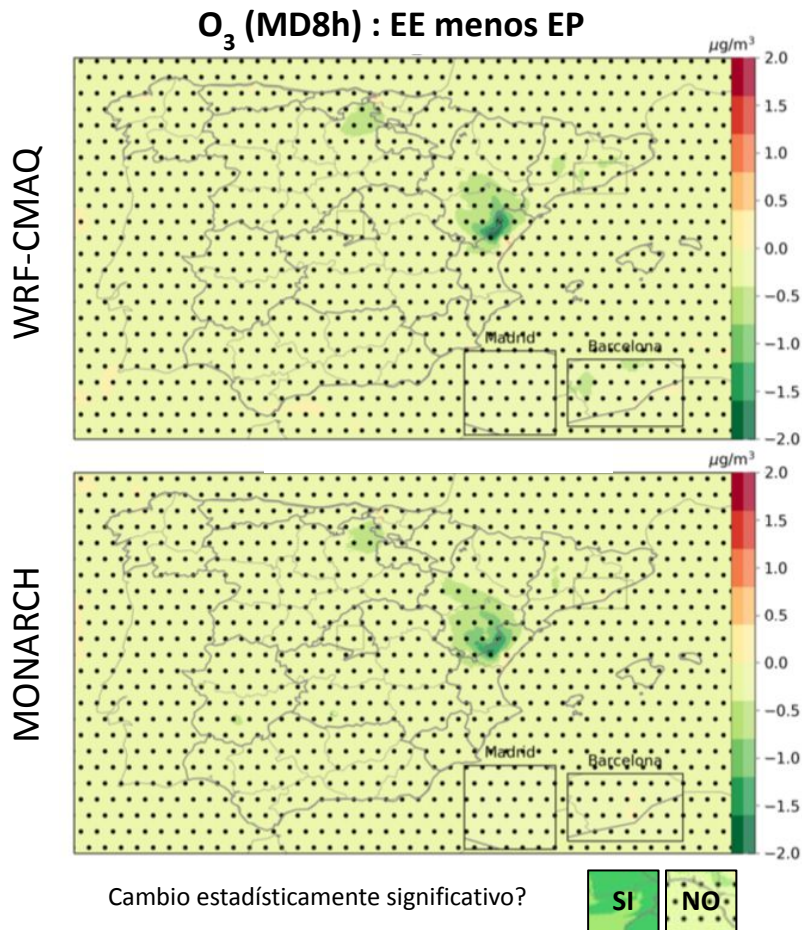 O3 (MD8h) : EE menos EP
WRF-CMAQ
μg/m³
2.0
1.5
1.0
0.5
0.0
−0.5
−1.0
−1.5
−2.0
Madrid
Barcelona
MONARCH
μg/m³
2.0
1.5
1.0
0.5
0.0
−0.5
−1.0
−1.5
−2.0
Madrid
Barcelona
Cambio estadísticamente significativo?
SI
NO